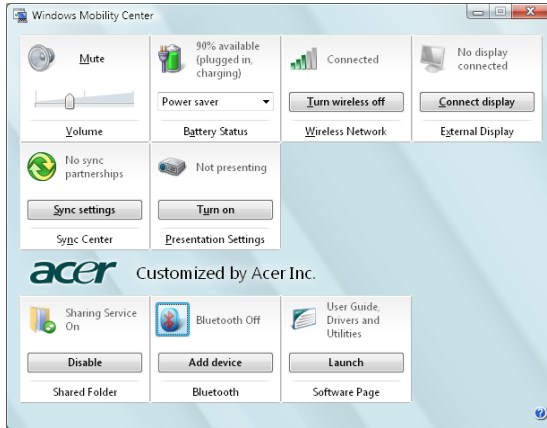 Windows Mobility Center
Mute
Volume
90% available
(plugged in,
charging)
Power saver
Battery Status
Connected
Turn wireless off
Wireless Network
No display
connected
Connect display
External Display
No sync
partnerships
Sync settings
Sync Center
Not presenting
Turn on
Presentation Settings
acer Customized by Acer Inc.
Sharing Service
On
Disable
Shared Folder
Bluetooth Off
Add device
Bluetooth
User Guide,
Drivers and
Utilities
Launch
Software Page